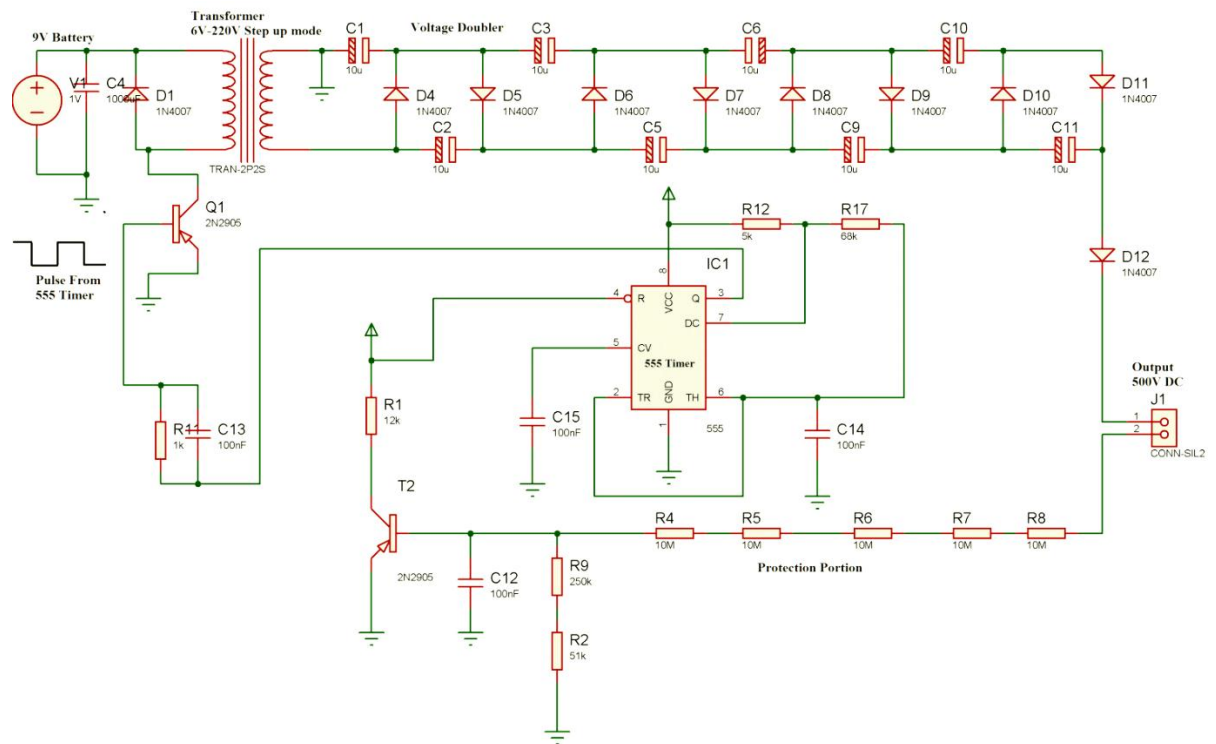 Transformer
6V-220V Step up mode
Voltage Doubler
9V Battery
V1
1V
C4
1000uF
D1
1N4007
TRAN-2P2S
C1
10u
C3
10u
C6
10u
C10
10u
D4
1N4007
D5
1N4007
D6
1N4007
D7
1N4007
D8
1N4007
D9
1N4007
D10
1N4007
D11
1N4007
C2
10u
C5
10u
C9
10u
C11
10u
Q1
2N2905
Pulse From
555 Timer
R12
5k
R17
68k
D12
1N4007
IC1
8
VCC
4
R
Q
3
DC
7
5
CV
555 Timer
2
TR
GND
TH
6
1
555
Output
500V DC
J1
1
2
CONN-SIL2
R1
12k
C15
100nF
C14
100nF
R11
1k
C13
100nF
T2
2N2905
R4
10M
R5
10M
R6
10M
R7
10M
R8
10M
Protection Portion
C12
100nF
R9
250k
R2
51k